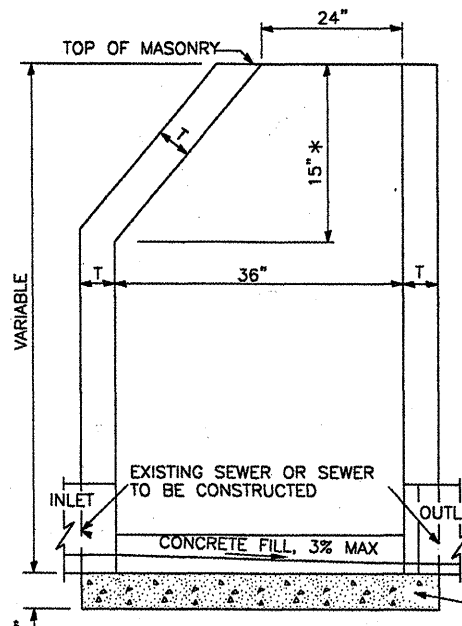 24"
TOP OF MASONRY
T
15" *
T
36"
T
VARIABLE
EXISTING SEWER OR SEWER
TO BE CONSTRUCTED
INLET
OUTL
CONCRETE FILL, 3% MAX